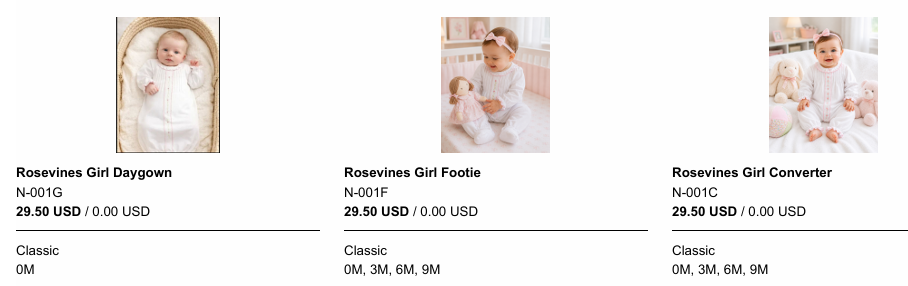 Rosevines Girl Daygown
N-001G
29.50 USD / 0.00 USD
Classic
0M
Rosevines Girl Footie
N-001F
29.50 USD / 0.00 USD
Classic
0M, 3M, 6M, 9M
Rosevines Girl Converter
N-001C
29.50 USD / 0.00 USD
Classic
0M, 3M, 6M, 9M